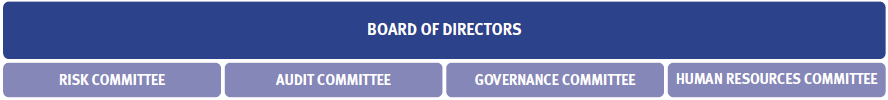 BOARD OF DIRECTORS
RISK COMMITTEE
AUDIT COMMITTEE
GOVERNANCE COMMITTEE
HUMAN RESOURCES COMMITTEE